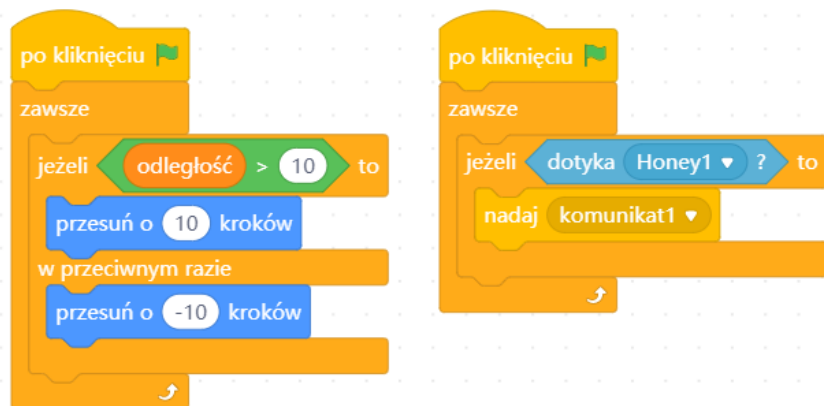 po kliknięciu
zawsze
jeżeli odległość > 10 to
przesuń o 10 kroków
w przeciwnym razie
przesuń o -10 kroków
po kliknięciu
zawsze
jeżeli dotyka Honey1 ? to
nadaj komunikat1